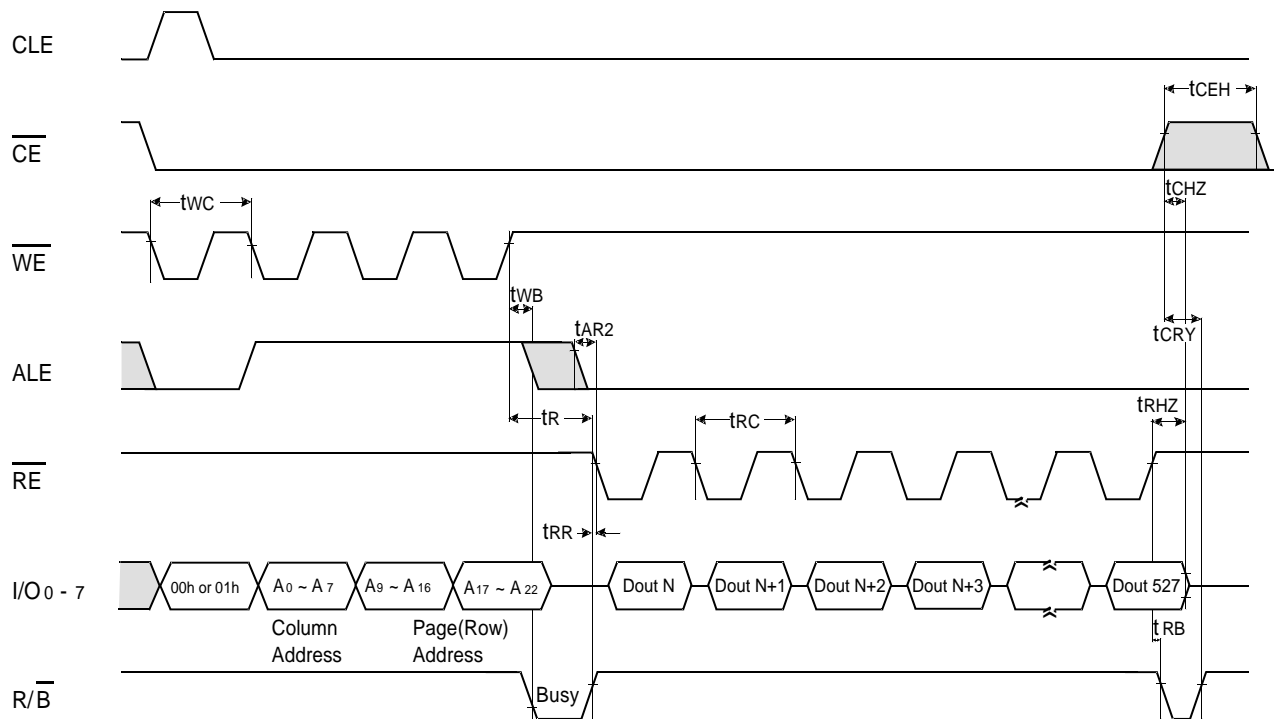 CLE
tCEH
CE
tCHZ
tWC
WE
tWB
tAR2
tCRY
ALE
tR
tRC
tRHZ
RE
tRR
I/O 0 - 7
00h or 01h
A0 ~ A7
A9 ~ A16
A17 ~ A22
Dout N
Dout N+1
Dout N+2
Dout N+3
Dout 527
Column
Address
Page(Row)
Address
tRB
R/B
Busy